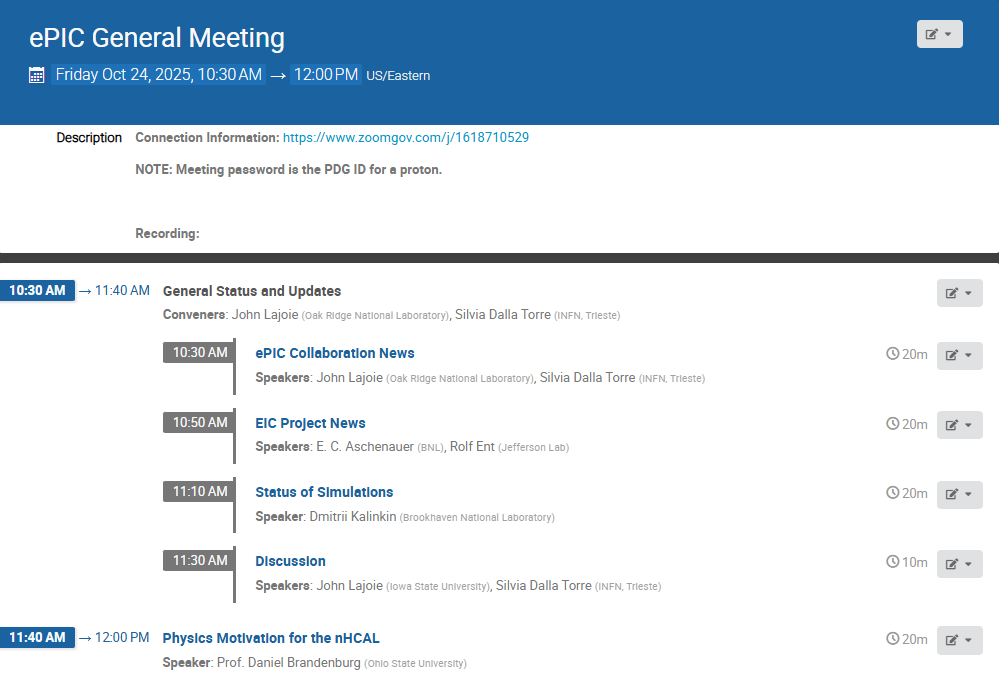 ePIC General Meeting
Friday Oct 24, 2025, 10:30 AM → 12:00 PM US/Eastern
Description Connection Information: https://www.zoomgov.com/j/1618710529
NOTE: Meeting password is the PDG ID for a proton.
Recording:
10:30 AM → 11:40 AM General Status and Updates
Conveners: John Lajoie (Oak Ridge National Laboratory), Silvia Dalla Torre (INFN, Trieste)
10:30 AM ePIC Collaboration News 20m
Speakers: John Lajoie (Oak Ridge National Laboratory), Silvia Dalla Torre (INFN, Trieste)
10:50 AM EIC Project News 20m
Speakers: E. C. Aschenauer (BNL), Rolf Ent (Jefferson Lab)
11:10 AM Status of Simulations 20m
Speaker: Dmitrii Kalinkin (Brookhaven National Laboratory)
11:30 AM Discussion 10m
Speakers: John Lajoie (Iowa State University), Silvia Dalla Torre (INFN, Trieste)
11:40 AM → 12:00 PM Physics Motivation for the nHCAL 20m
Speaker: Prof. Daniel Brandenburg (Ohio State University)